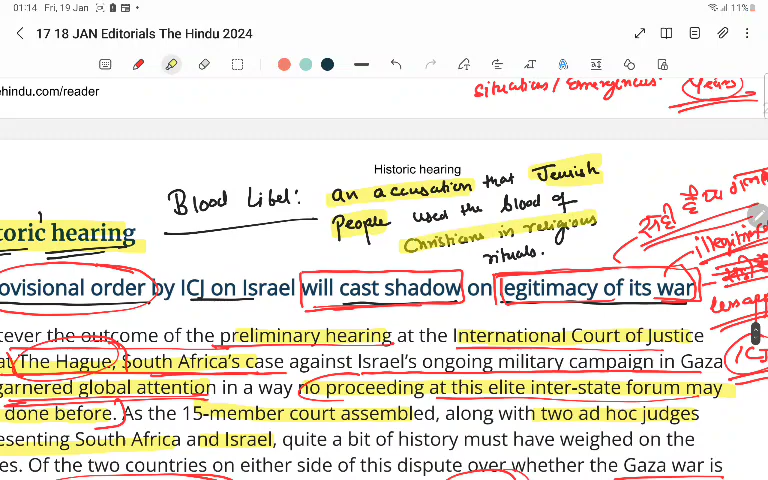 01:14 Fri, 19 Jan
11%
17 18 JAN Editorials The Hindu 2024
ehindu.com/reader
situation/emergencies. (Years)
Historic hearing
Blood Libel: an accusation that Jewish
People used the blood of
Christians in religious
rituals.
toric hearing
सही है या
illegitim
ovisional order by ICJ on Israel will cast shadow on legitimacy of its war
tever the outcome of the preliminary hearing at the International Court of Justice
ICJ
at The Hague, South Africa's case against Israel's ongoing military campaign in Gaza
garnered global attention in a way no proceeding at this elite inter-state forum may
done before. As the 15-member court assembled, along with two ad hoc judges
esenting South Africa and Israel, quite a bit of history must have weighed on the
es. Of the two countries on either side of this dispute over whether the Gaza war is